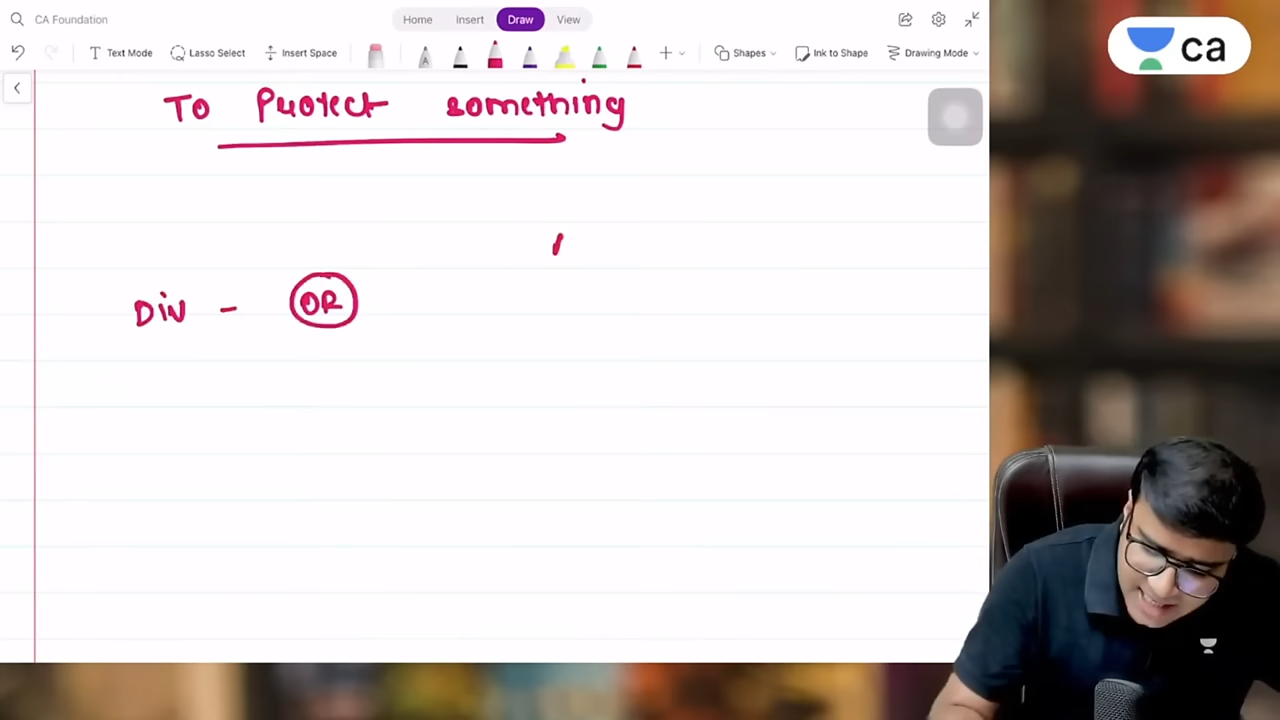 CA Foundation
Home Insert Draw View
Text Mode Lasso Select Insert Space Shapes Ink to Shape Drawing Mode
ca
To Protect something
Div - OR